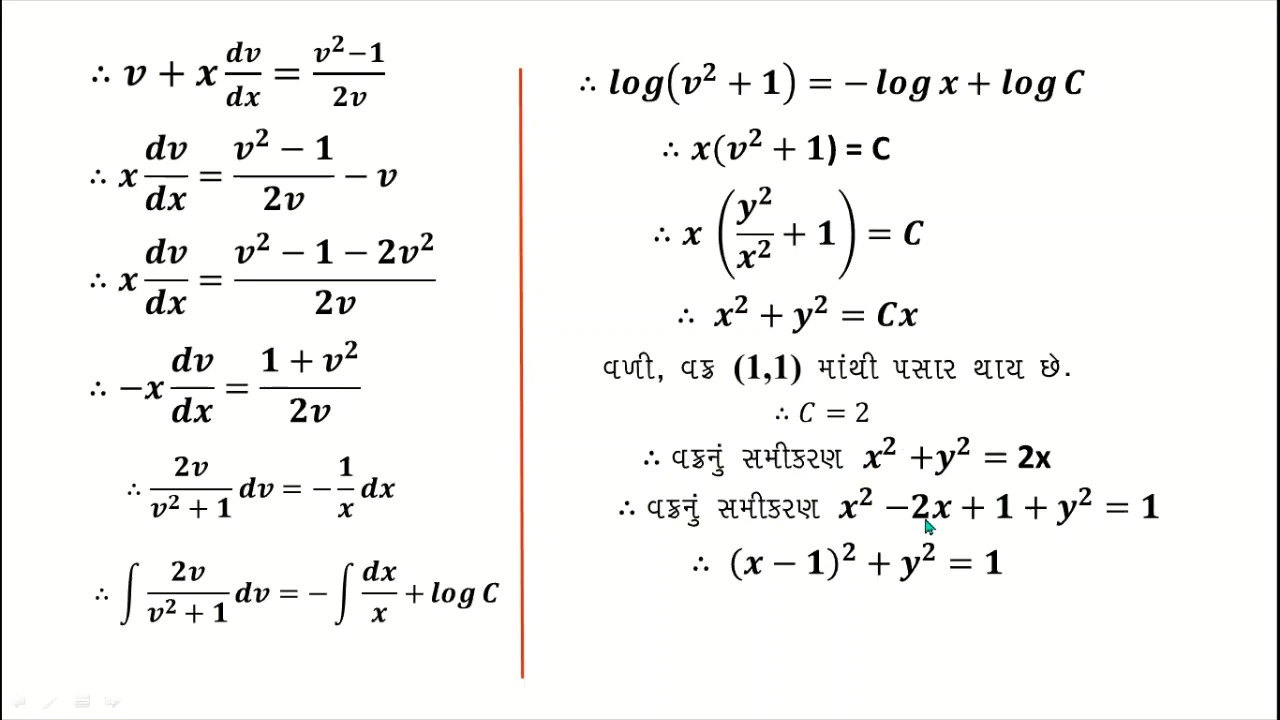 ∴ v + x dv/dx = (v² − 1)/2v
∴ x dv/dx = (v² − 1)/2v − v
∴ x dv/dx = (v² − 1 − 2v²)/2v
∴ −x dv/dx = (1 + v²)/2v
∴ 2v/(v² + 1) dv = −1/x dx
∴ ∫ 2v/(v² + 1) dv = − ∫ dx/x + log C
∴ log(v² + 1) = − log x + log C
∴ x(v² + 1) = C
∴ x (y²/x² + 1) = C
∴ x² + y² = Cx
વળી, વક્ર (1,1) માંથી પસાર થાય છે.
∴ C = 2
∴ વક્રનું સમીકરણ x² + y² = 2x
∴ વક્રનું સમીકરણ x² − 2x + 1 + y² = 1
∴ (x − 1)² + y² = 1